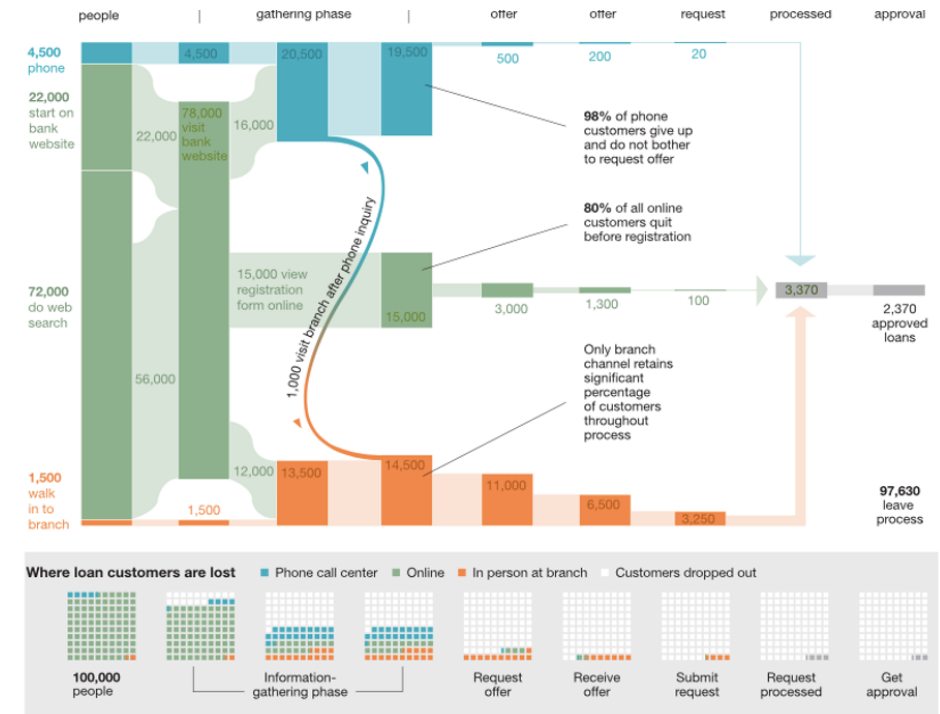 people
gathering phase
offer
offer
request
processed
approval
4,500
phone
4,500
20,500
19,500
500
200
20
22,000
start on
bank
website
22,000
78,000
visit
bank
website
16,000
98% of phone
customers give up
and do not bother
to request offer
80% of all online
customers quit
before registration
1,000 visit branch after phone inquiry
72,000
do web
search
15,000 view
registration
form online
15,000
3,000
1,300
100
3,370
2,370
approved
loans
56,000
Only branch
channel retains
significant
percentage
of customers
throughout
process
1,500
walk
in to
branch
1,500
12,000
13,500
14,500
11,000
6,500
3,250
97,630
leave
process
Where loan customers are lost
Phone call center
Online
In person at branch
Customers dropped out
100,000
people
Information-
gathering phase
Request
offer
Receive
offer
Submit
request
Request
processed
Get
approval